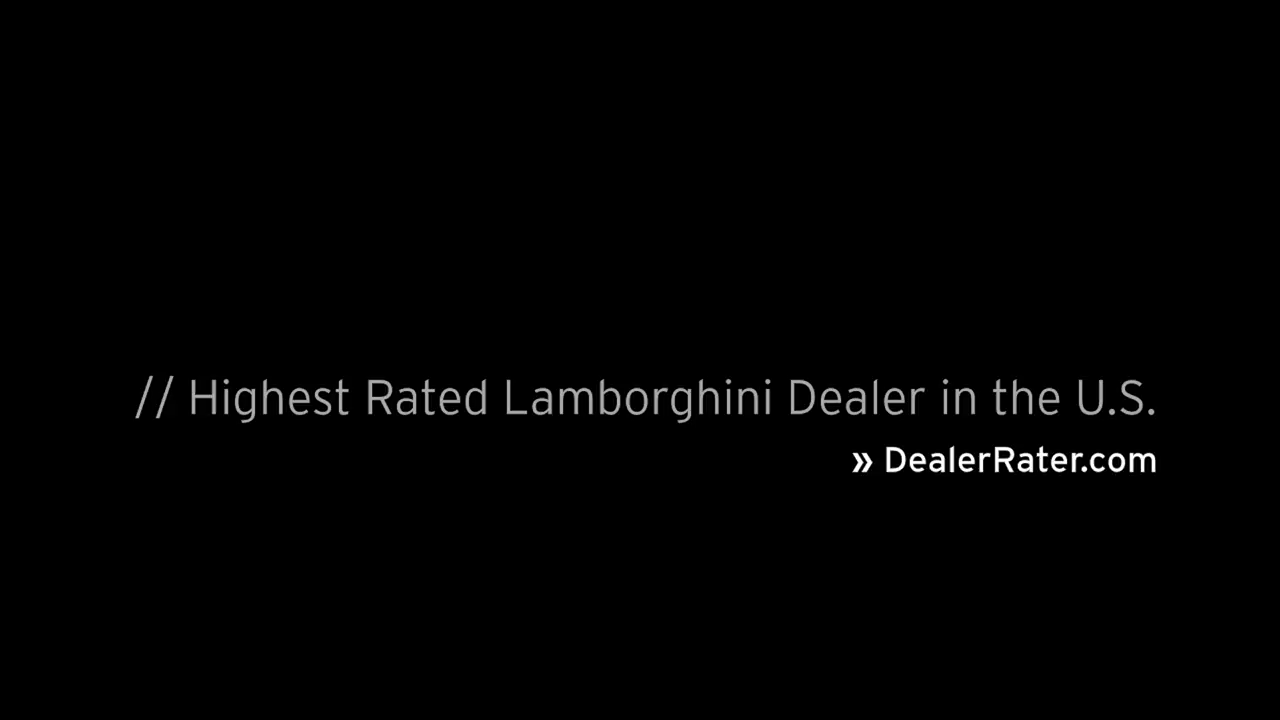 // Highest Rated Lamborghini Dealer in the U.S.
» DealerRater.com